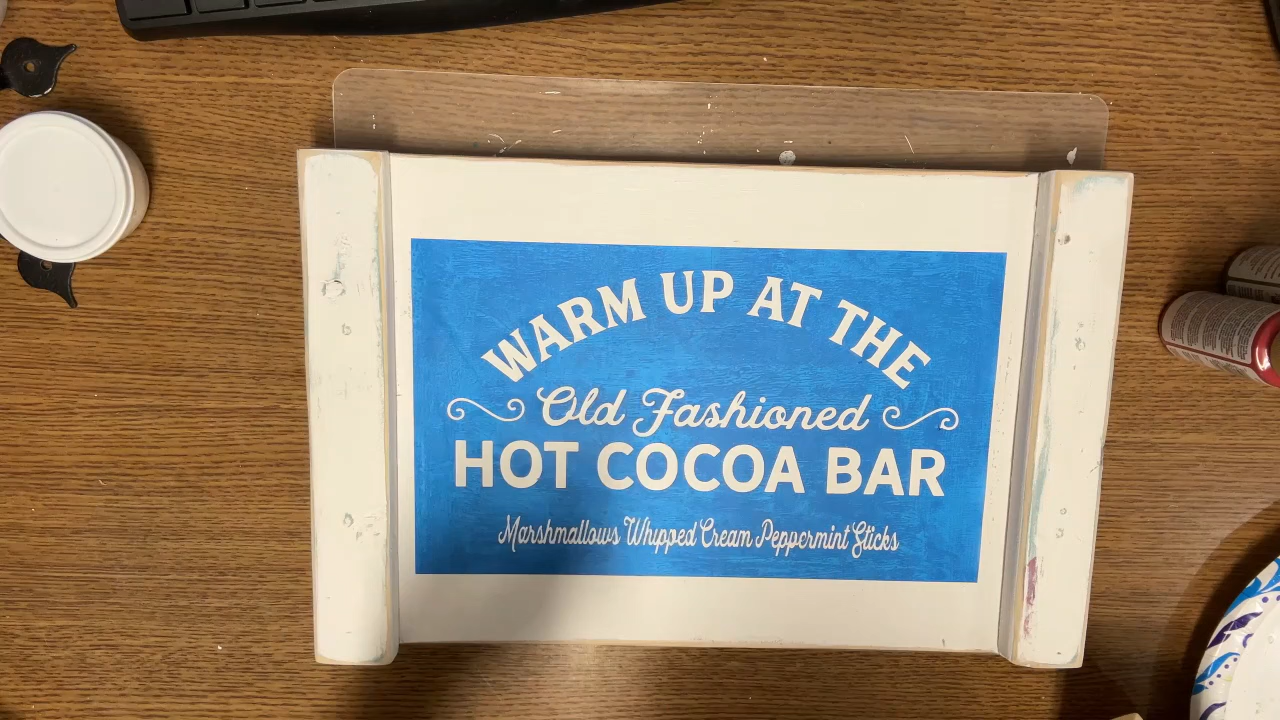 WARM UP AT THE
Old Fashioned
HOT COCOA BAR
Marshmallows Whipped Cream Peppermint Sticks